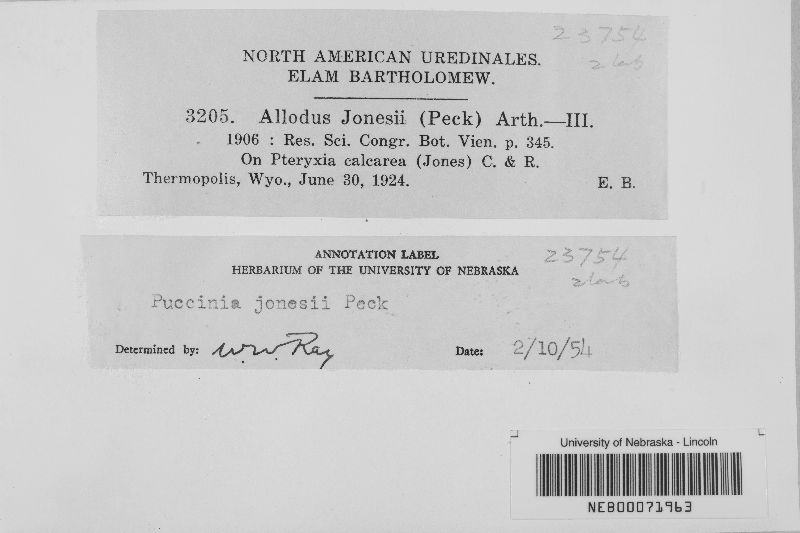 23754
2 lab
NORTH AMERICAN UREDINALES.
ELAM BARTHOLOMEW.
3205. Allodus Jonesii (Peck) Arth.—III.
1906 : Res. Sci. Congr. Bot. Vien. p. 345.
On Pteryxia calcarea (Jones) C. & R.
Thermopolis, Wyo., June 30, 1924. E. B.
ANNOTATION LABEL
23754
HERBARIUM OF THE UNIVERSITY OF NEBRASKA
2 lab
Puccinia jonesii Peck
Determined by: W.W. Ray Date: 2/10/54
University of Nebraska - Lincoln
NEB00071963